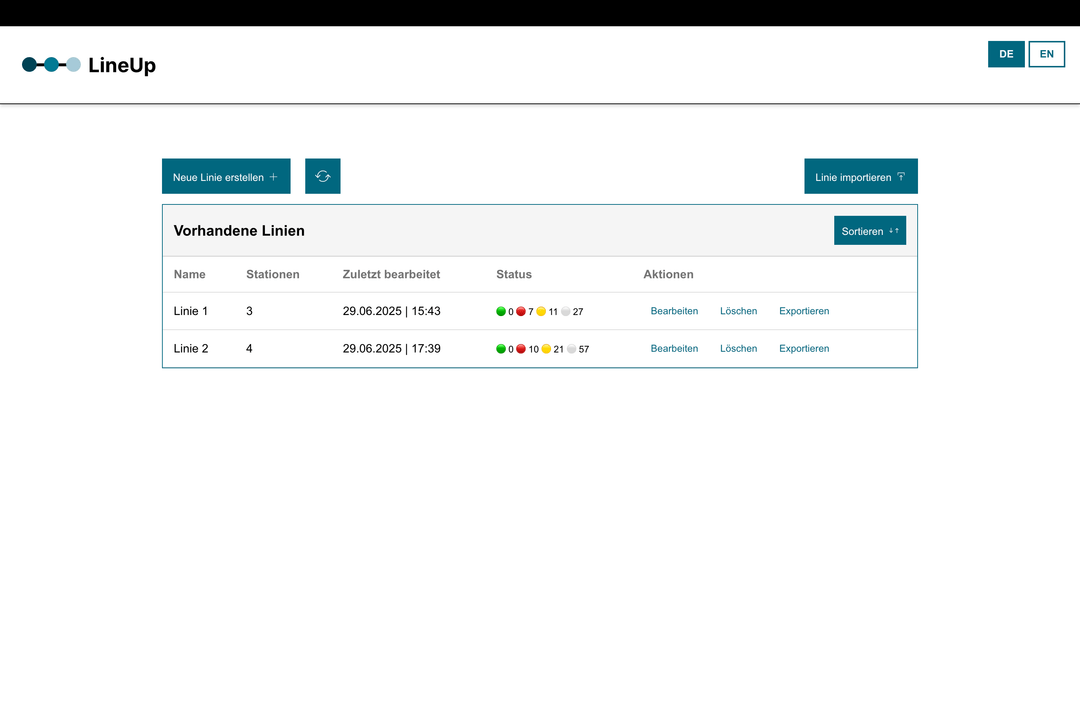 LineUp
DE EN
Neue Linie erstellen Linie importieren
Vorhandene Linien Sortieren
Name Stationen Zuletzt bearbeitet Status Aktionen
Linie 1 3 29.06.2025 | 15:43 0 7 11 27 Bearbeiten Löschen Exportieren
Linie 2 4 29.06.2025 | 17:39 0 10 21 57 Bearbeiten Löschen Exportieren